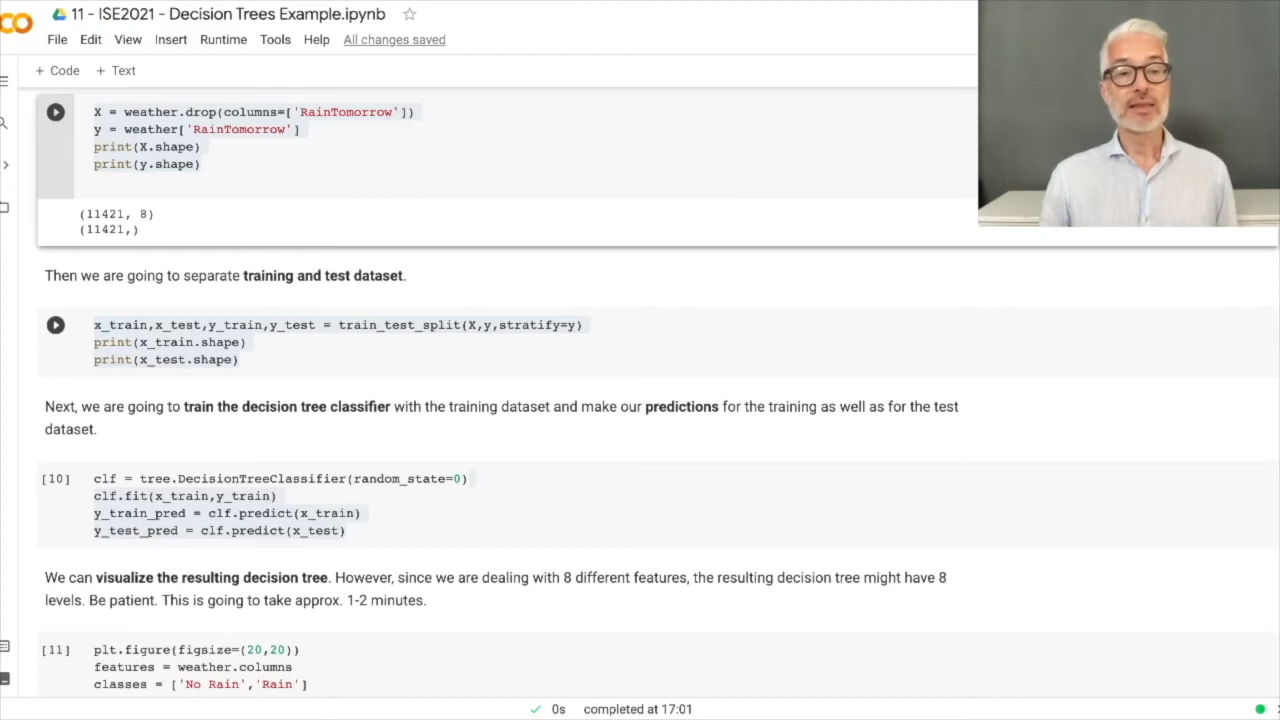 CO
11 - ISE2021 - Decision Trees Example.ipynb
File Edit View Insert Runtime Tools Help All changes saved
+ Code + Text
X = weather.drop(columns=['RainTomorrow'])
y = weather['RainTomorrow']
print(X.shape)
print(y.shape)
(11421, 8)
(11421,)
Then we are going to separate training and test dataset.
x_train,x_test,y_train,y_test = train_test_split(X,y,stratify=y)
print(x_train.shape)
print(x_test.shape)
Next, we are going to train the decision tree classifier with the training dataset and make our predictions for the training as well as for the test
dataset.
[10] clf = tree.DecisionTreeClassifier(random_state=0)
clf.fit(x_train,y_train)
y_train_pred = clf.predict(x_train)
y_test_pred = clf.predict(x_test)
We can visualize the resulting decision tree. However, since we are dealing with 8 different features, the resulting decision tree might have 8
levels. Be patient. This is going to take approx. 1-2 minutes.
[11] plt.figure(figsize=(20,20))
features = weather.columns
classes = ['No Rain','Rain']
0s completed at 17:01